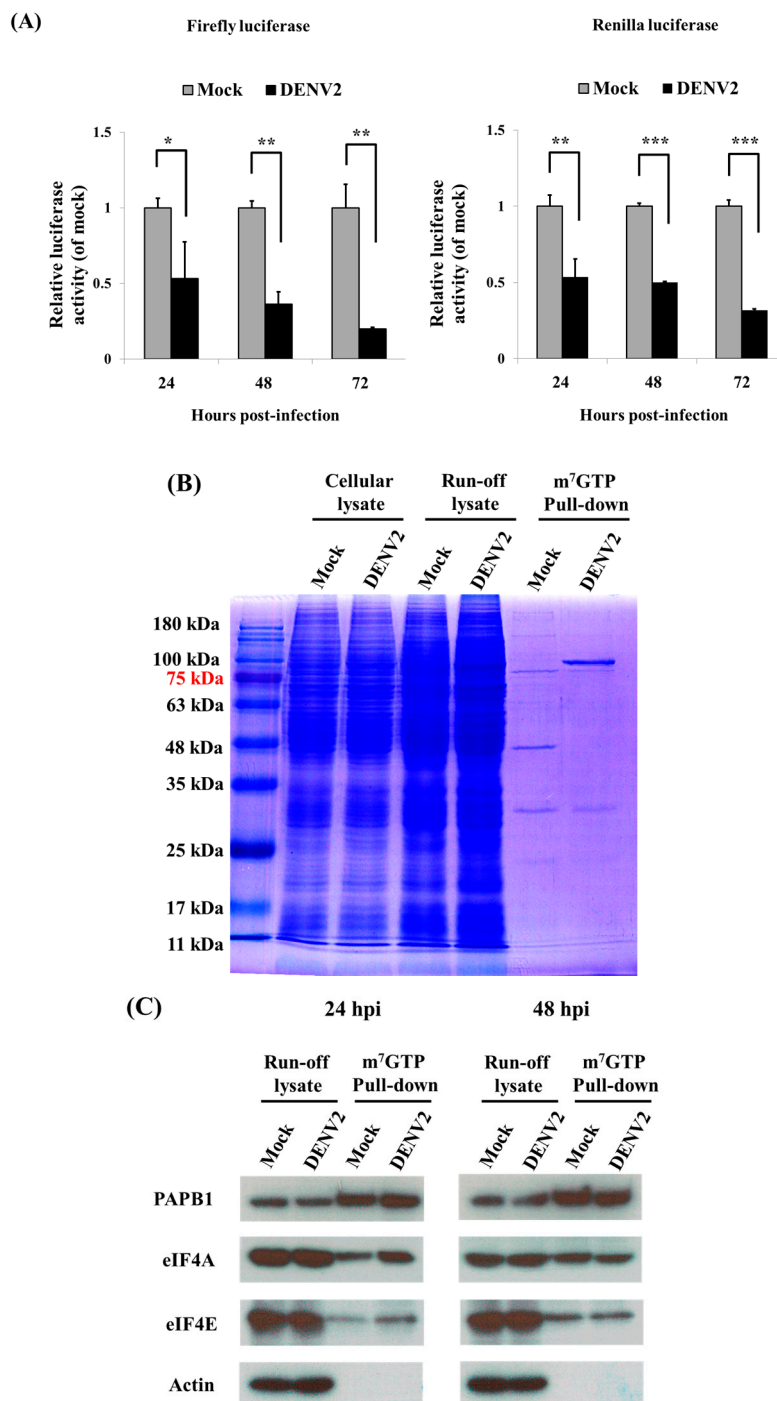 (A)
Firefly luciferase
Mock DENV2
* ** **
1.5
1
0.5
0
Relative luciferase
activity (of mock)
24 48 72
Hours post-infection
Renilla luciferase
Mock DENV2
** *** ***
1.5
1
0.5
0
Relative luciferase
activity (of mock)
24 48 72
Hours post-infection
(B)
Cellular
lysate
Run-off
lysate
m⁷GTP
Pull-down
Mock DENV2 Mock DENV2 Mock DENV2
180 kDa
100 kDa
75 kDa
63 kDa
48 kDa
35 kDa
25 kDa
17 kDa
11 kDa
(C)
24 hpi
48 hpi
Run-off
lysate
m⁷GTP
Pull-down
Run-off
lysate
m⁷GTP
Pull-down
Mock DENV2 Mock DENV2
Mock DENV2 Mock DENV2
PAPB1
eIF4A
eIF4E
Actin